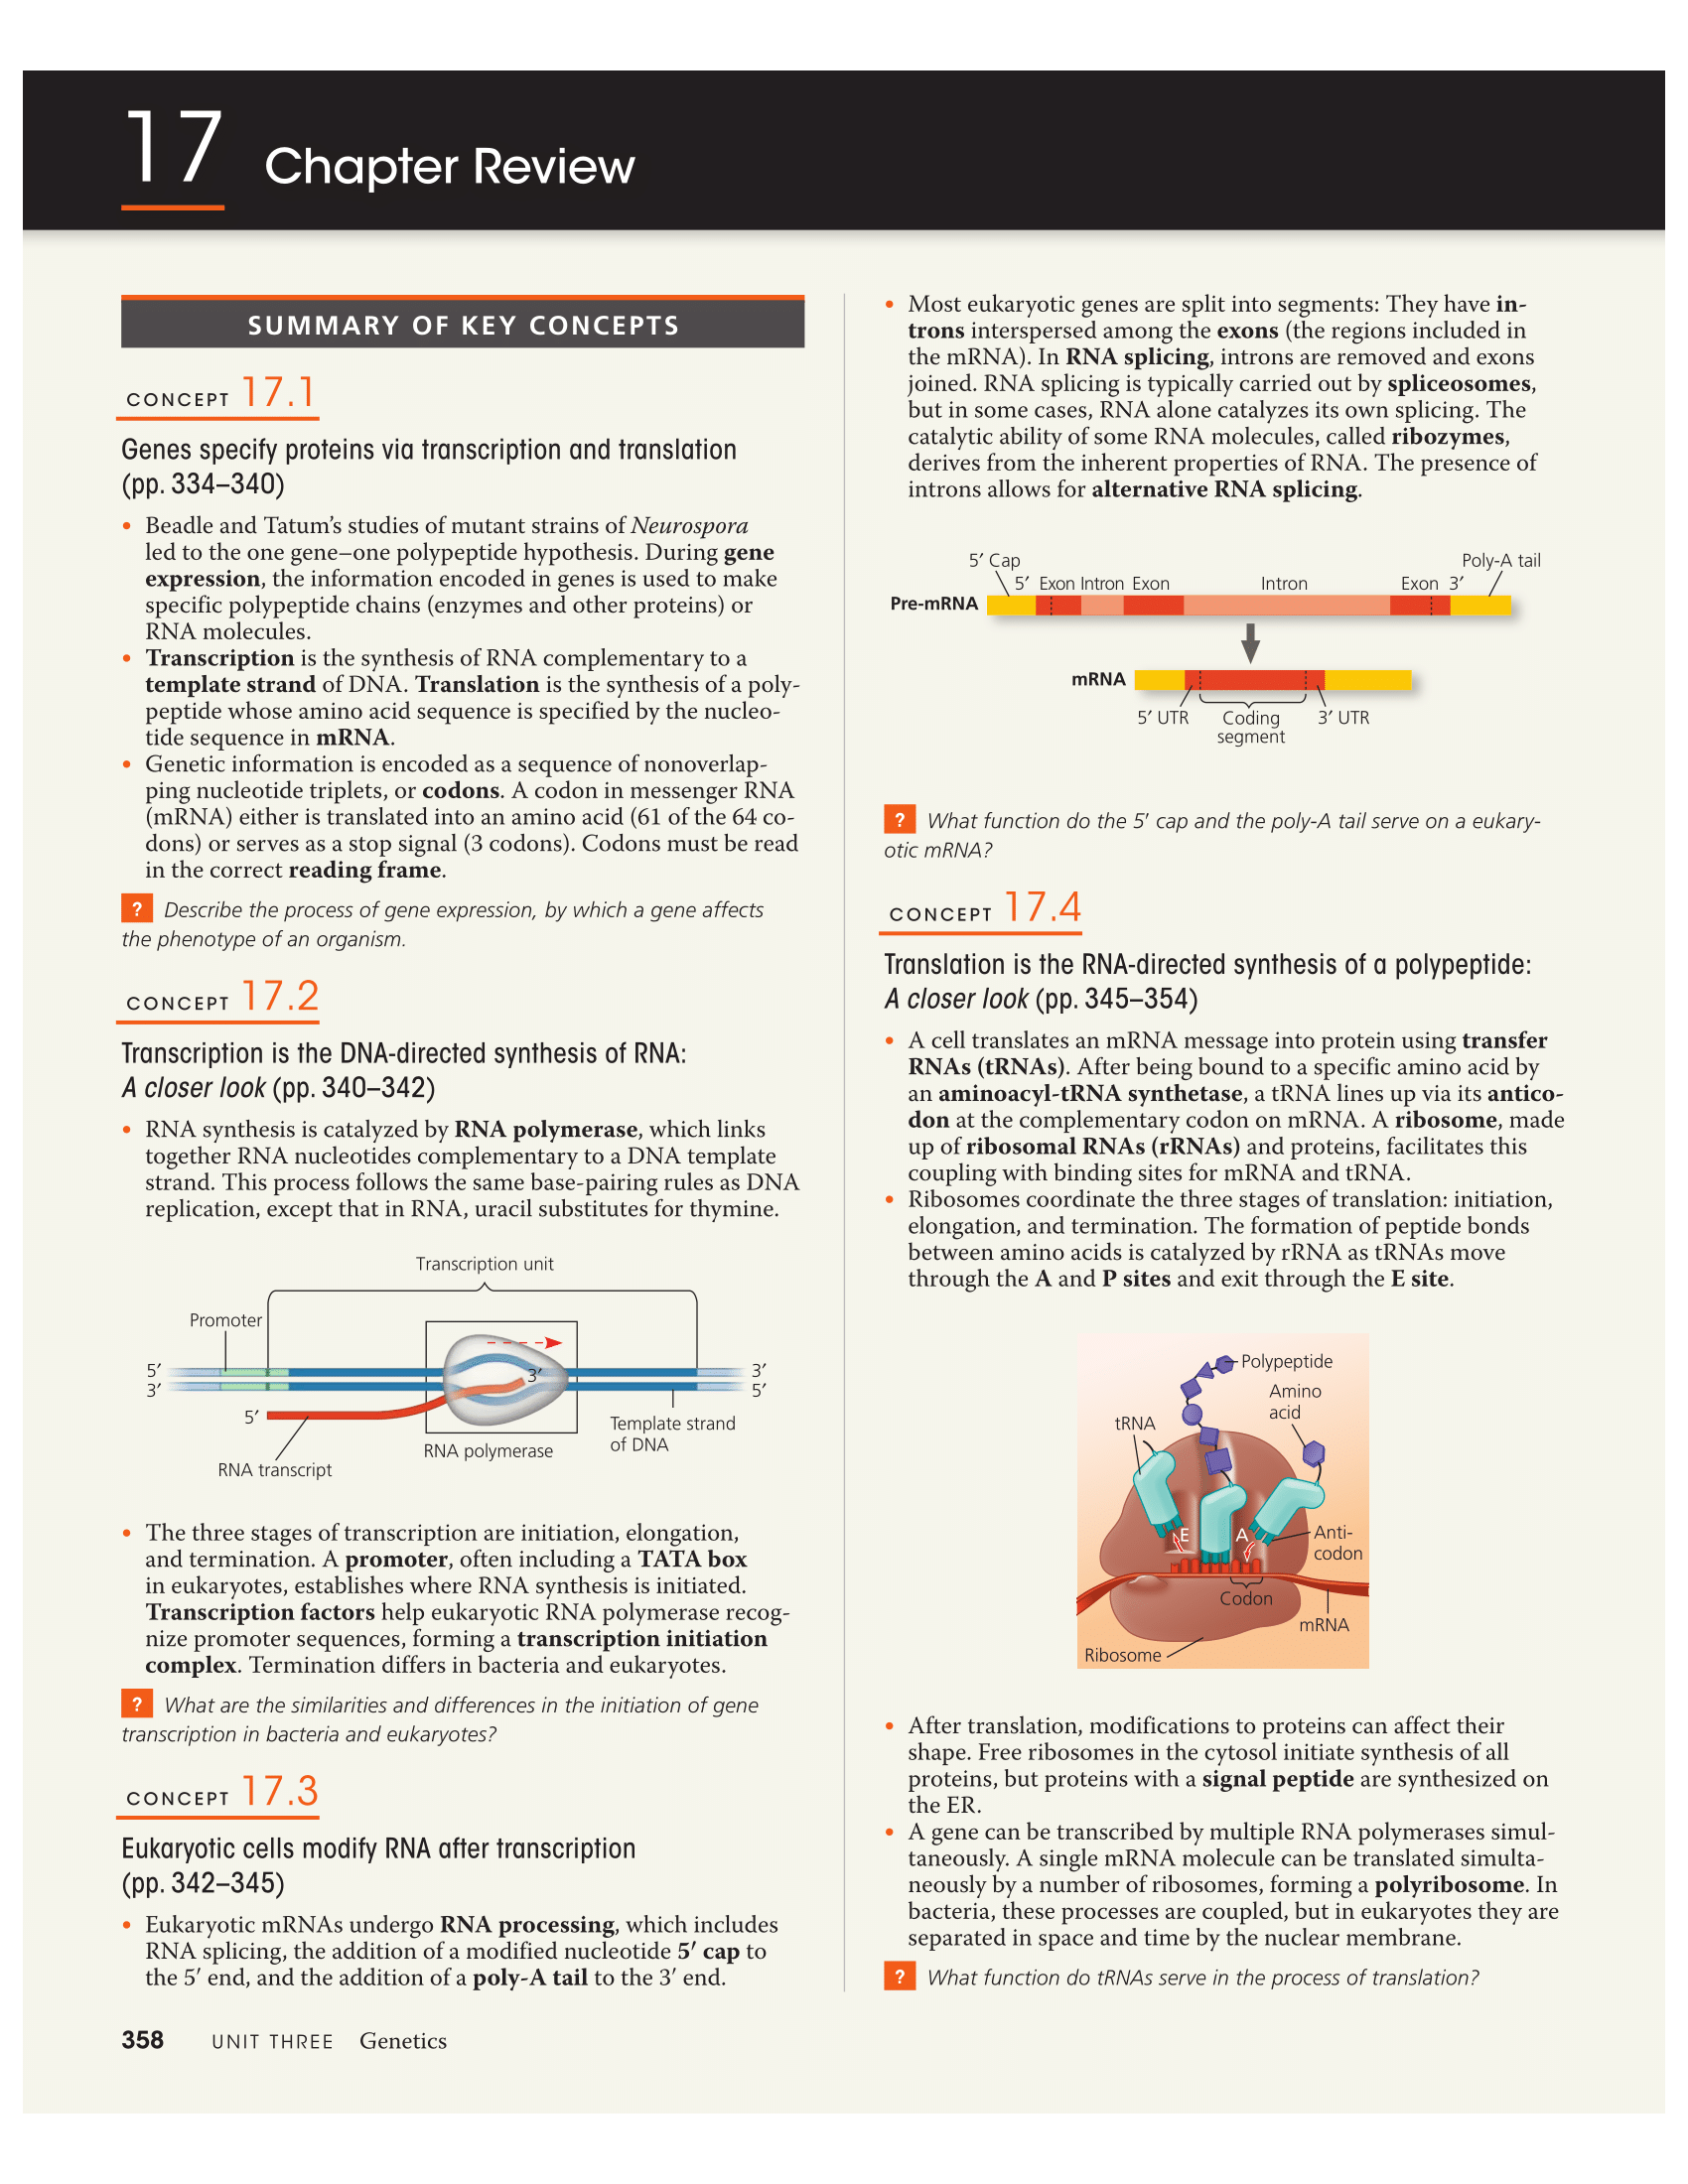 17 Chapter Review
SUMMARY OF KEY CONCEPTS
CONCEPT 17.1
Genes specify proteins via transcription and translation
(pp. 334–340)
• Beadle and Tatum's studies of mutant strains of Neurospora
led to the one gene–one polypeptide hypothesis. During gene
expression, the information encoded in genes is used to make
specific polypeptide chains (enzymes and other proteins) or
RNA molecules.
• Transcription is the synthesis of RNA complementary to a
template strand of DNA. Translation is the synthesis of a poly-
peptide whose amino acid sequence is specified by the nucleo-
tide sequence in mRNA.
• Genetic information is encoded as a sequence of nonoverlap-
ping nucleotide triplets, or codons. A codon in messenger RNA
(mRNA) either is translated into an amino acid (61 of the 64 co-
dons) or serves as a stop signal (3 codons). Codons must be read
in the correct reading frame.
? Describe the process of gene expression, by which a gene affects
the phenotype of an organism.
CONCEPT 17.2
Transcription is the DNA-directed synthesis of RNA:
A closer look (pp. 340–342)
• RNA synthesis is catalyzed by RNA polymerase, which links
together RNA nucleotides complementary to a DNA template
strand. This process follows the same base-pairing rules as DNA
replication, except that in RNA, uracil substitutes for thymine.
Transcription unit
Promoter
5′ 3′ 3′
3′ 5′
5′
Template strand
of DNA
RNA polymerase
RNA transcript
• The three stages of transcription are initiation, elongation,
and termination. A promoter, often including a TATA box
in eukaryotes, establishes where RNA synthesis is initiated.
Transcription factors help eukaryotic RNA polymerase recog-
nize promoter sequences, forming a transcription initiation
complex. Termination differs in bacteria and eukaryotes.
? What are the similarities and differences in the initiation of gene
transcription in bacteria and eukaryotes?
CONCEPT 17.3
Eukaryotic cells modify RNA after transcription
(pp. 342–345)
• Eukaryotic mRNAs undergo RNA processing, which includes
RNA splicing, the addition of a modified nucleotide 5′ cap to
the 5′ end, and the addition of a poly-A tail to the 3′ end.
• Most eukaryotic genes are split into segments: They have in-
trons interspersed among the exons (the regions included in
the mRNA). In RNA splicing, introns are removed and exons
joined. RNA splicing is typically carried out by spliceosomes,
but in some cases, RNA alone catalyzes its own splicing. The
catalytic ability of some RNA molecules, called ribozymes,
derives from the inherent properties of RNA. The presence of
introns allows for alternative RNA splicing.
5′ Cap Poly-A tail
5′ Exon Intron Exon Intron Exon 3′
Pre-mRNA
mRNA
5′ UTR Coding 3′ UTR
segment
? What function do the 5′ cap and the poly-A tail serve on a eukary-
otic mRNA?
CONCEPT 17.4
Translation is the RNA-directed synthesis of a polypeptide:
A closer look (pp. 345–354)
• A cell translates an mRNA message into protein using transfer
RNAs (tRNAs). After being bound to a specific amino acid by
an aminoacyl-tRNA synthetase, a tRNA lines up via its antico-
don at the complementary codon on mRNA. A ribosome, made
up of ribosomal RNAs (rRNAs) and proteins, facilitates this
coupling with binding sites for mRNA and tRNA.
• Ribosomes coordinate the three stages of translation: initiation,
elongation, and termination. The formation of peptide bonds
between amino acids is catalyzed by rRNA as tRNAs move
through the A and P sites and exit through the E site.
Polypeptide
Amino
acid
tRNA
E A Anti-
codon
Codon
mRNA
Ribosome
• After translation, modifications to proteins can affect their
shape. Free ribosomes in the cytosol initiate synthesis of all
proteins, but proteins with a signal peptide are synthesized on
the ER.
• A gene can be transcribed by multiple RNA polymerases simul-
taneously. A single mRNA molecule can be translated simulta-
neously by a number of ribosomes, forming a polyribosome. In
bacteria, these processes are coupled, but in eukaryotes they are
separated in space and time by the nuclear membrane.
? What function do tRNAs serve in the process of translation?
358 UNIT THREE Genetics